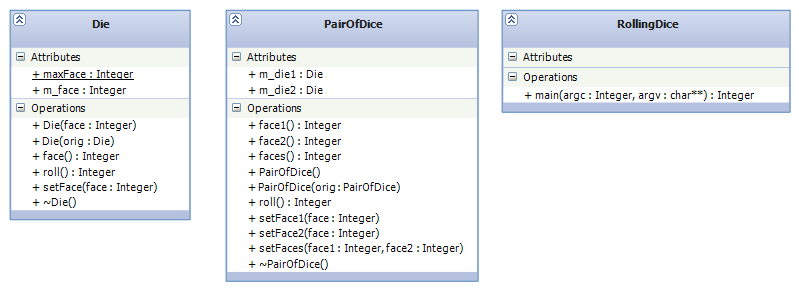 Die
Attributes
+ maxFace : Integer
+ m_face : Integer
Operations
+ Die(face : Integer)
+ Die(orig : Die)
+ face() : Integer
+ roll() : Integer
+ setFace(face : Integer)
+ ~Die()
PairOfDice
Attributes
+ m_die1 : Die
+ m_die2 : Die
Operations
+ face1() : Integer
+ face2() : Integer
+ faces() : Integer
+ PairOfDice()
+ PairOfDice(orig : PairOfDice)
+ roll() : Integer
+ setFace1(face : Integer)
+ setFace2(face : Integer)
+ setFaces(face1 : Integer, face2 : Integer)
+ ~PairOfDice()
RollingDice
Attributes
Operations
+ main(argc : Integer, argv : char**) : Integer